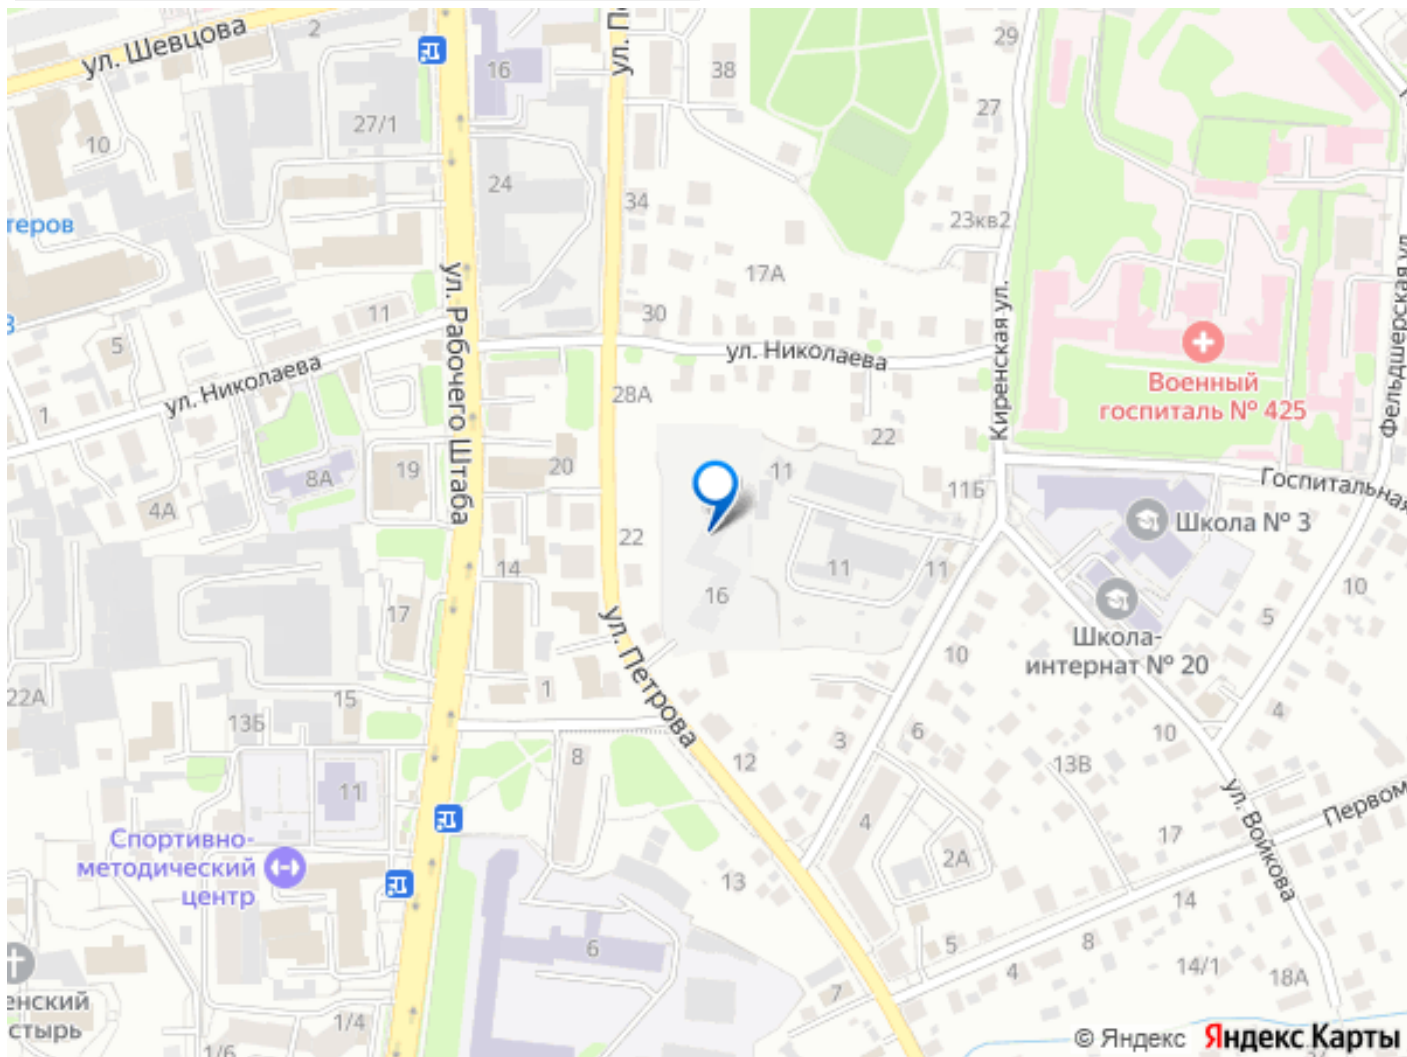 ул. Шевцова
2
16
ул. П
38
29
27/1
10
27
24
34
23кв2
теров
17А
11
30
5
ул. Рабочего Штаба
ул. Николаева
ул. Николаева
Киренская ул.
Фельдшерская ул.
Военный
госпиталь № 425
1
28А
22
8А
19
20
11
11Б
Госпитальная
4А
Школа № 3
22
14
11
11
10
16
5
17
ул. Петрова
Школа-
интернат № 20
10
22А
15
1
13Б
6
4
3
10
8
12
13В
11
ул. Войкова
Первом
4
17
Спортивно-
методический
центр
2А
13
14
6
5
8
14/1
4
18А
7
енский
стырь
1/4
1/6
© Яндекс Яндекс Карты